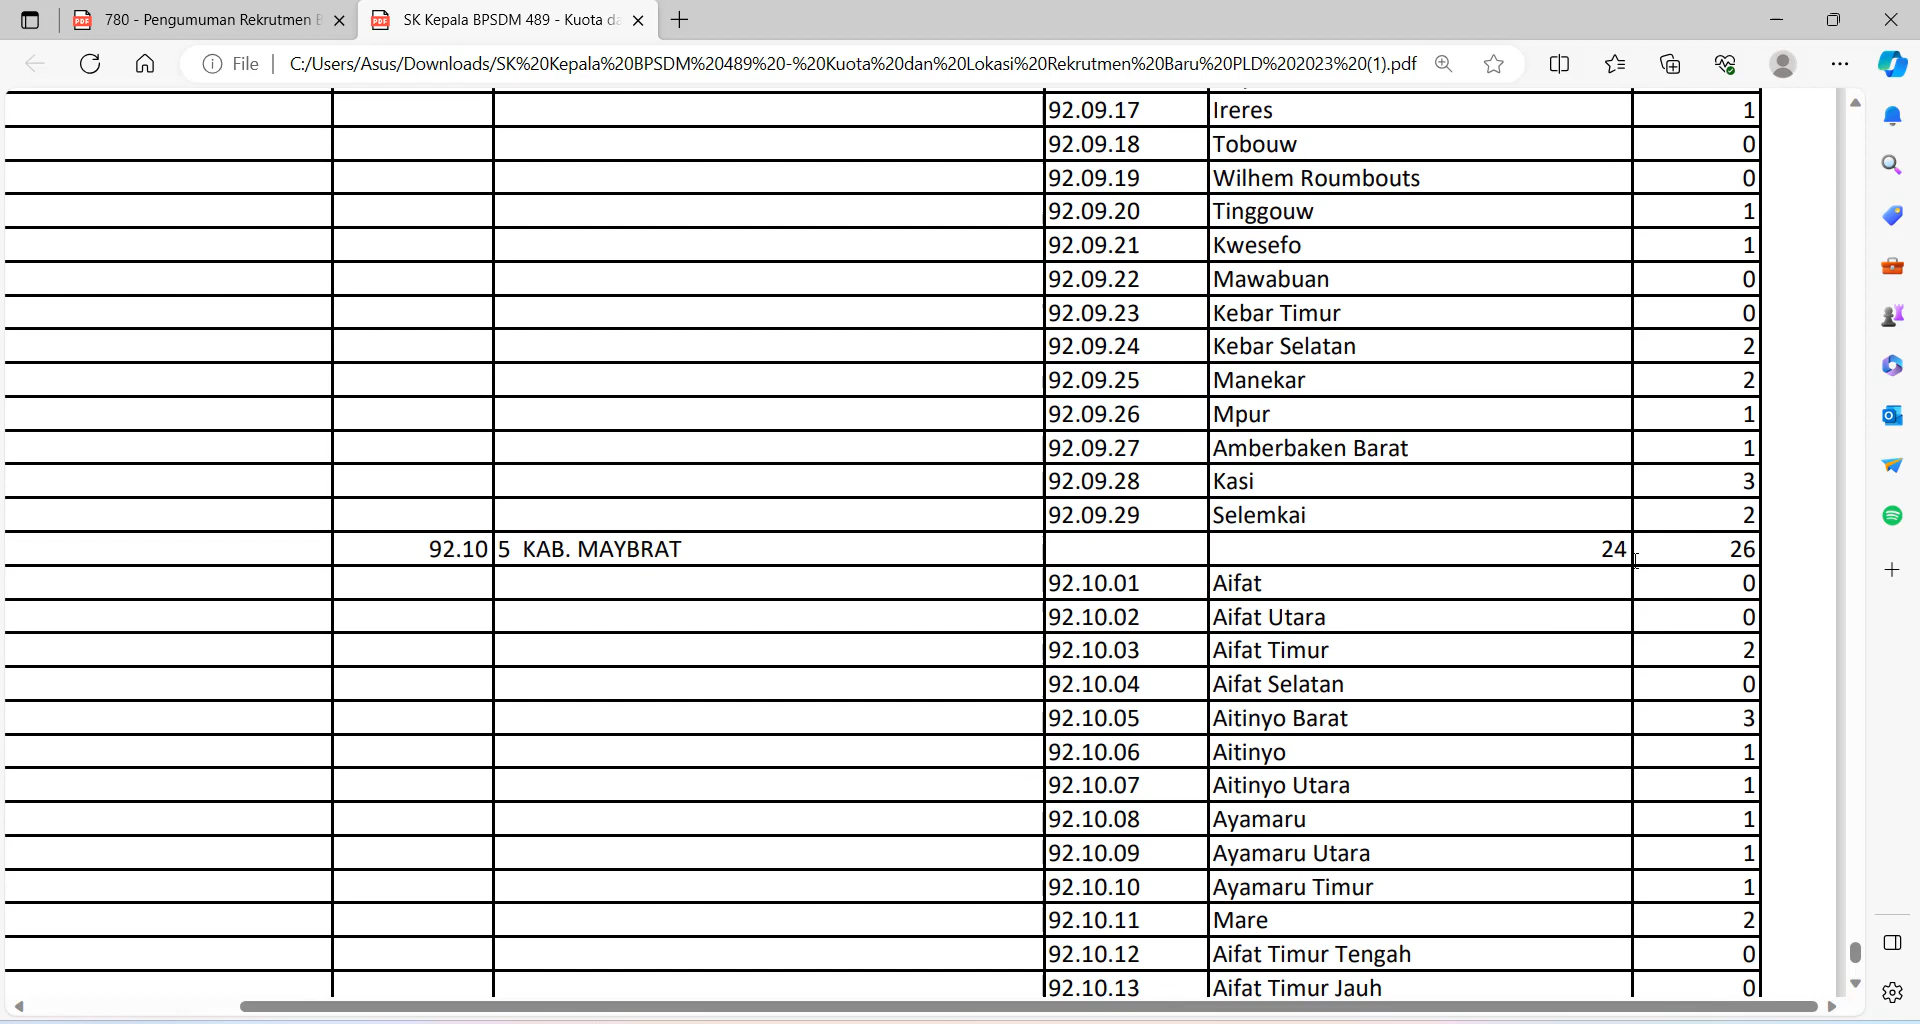 780 - Pengumuman Rekrutmen
SK Kepala BPSDM 489 - Kuota da
File
C:/Users/Asus/Downloads/SK%20Kepala%20BPSDM%20489%20-%20Kuota%20dan%20Lokasi%20Rekrutmen%20Baru%20PLD%202023%20(1).pdf
92.09.17 Ireres 1
92.09.18 Tobouw 0
92.09.19 Wilhem Roumbouts 0
92.09.20 Tinggouw 1
92.09.21 Kwesefo 1
92.09.22 Mawabuan 0
92.09.23 Kebar Timur 0
92.09.24 Kebar Selatan 2
92.09.25 Manekar 2
92.09.26 Mpur 1
92.09.27 Amberbaken Barat 1
92.09.28 Kasi 3
92.09.29 Selemkai 2
92.10 5 KAB. MAYBRAT 24 26
92.10.01 Aifat 0
92.10.02 Aifat Utara 0
92.10.03 Aifat Timur 2
92.10.04 Aifat Selatan 0
92.10.05 Aitinyo Barat 3
92.10.06 Aitinyo 1
92.10.07 Aitinyo Utara 1
92.10.08 Ayamaru 1
92.10.09 Ayamaru Utara 1
92.10.10 Ayamaru Timur 1
92.10.11 Mare 2
92.10.12 Aifat Timur Tengah 0
92.10.13 Aifat Timur Jauh 0